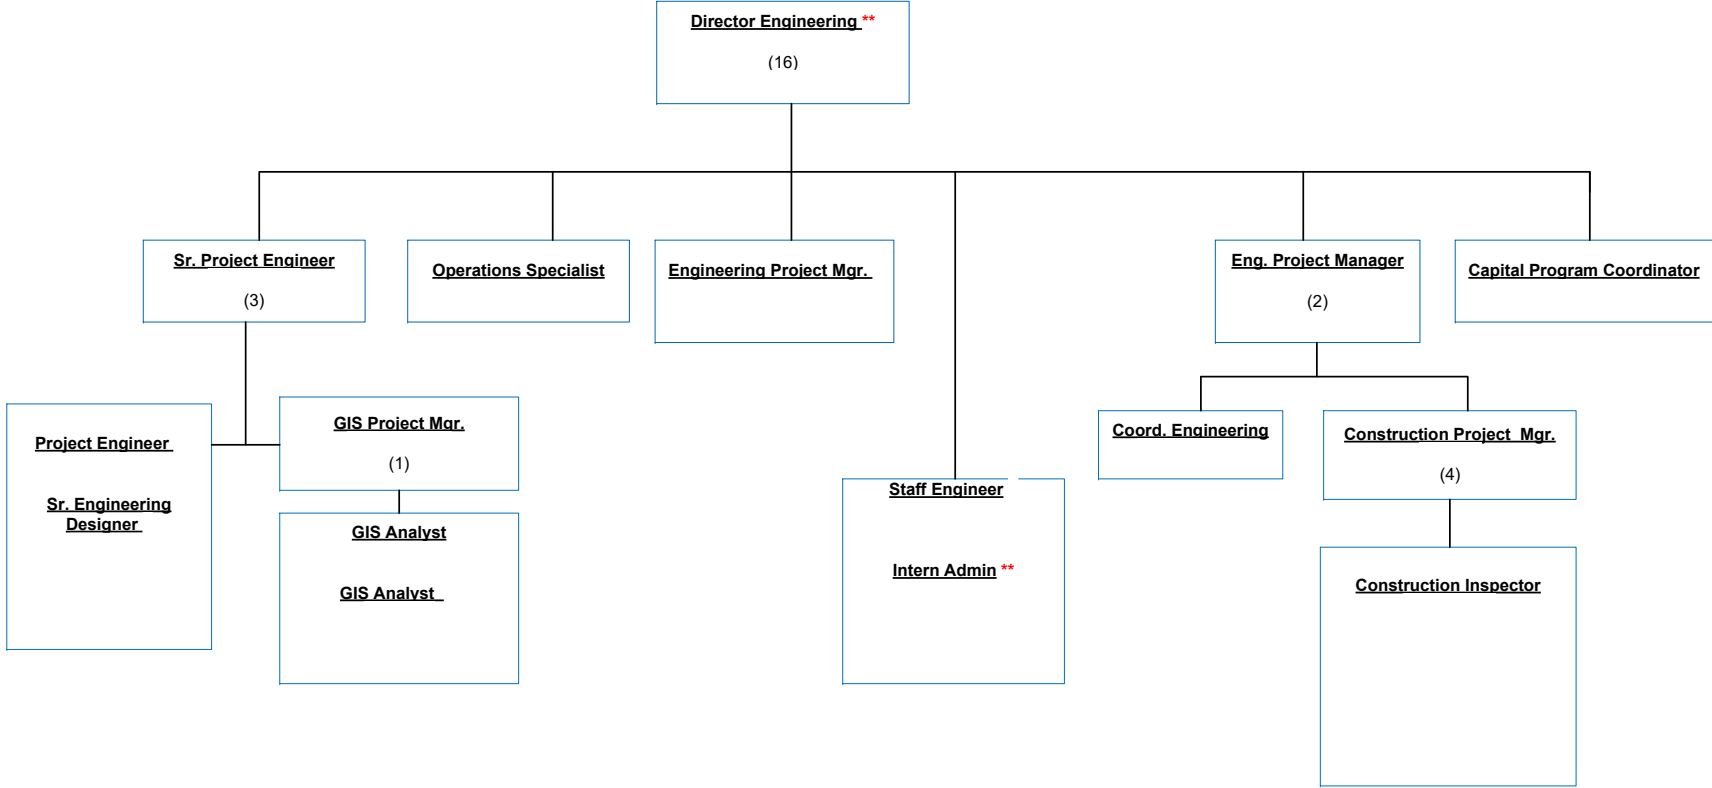 Director Engineering **
(16)
Sr. Project Engineer
(3)
Operations Specialist
Engineering Project Mgr.
Eng. Project Manager
(2)
Capital Program Coordinator
Project Engineer
Sr. Engineering
Designer
GIS Project Mgr.
(1)
GIS Analyst
GIS Analyst
Staff Engineer
Intern Admin **
Coord. Engineering
Construction Project Mgr.
(4)
Construction Inspector